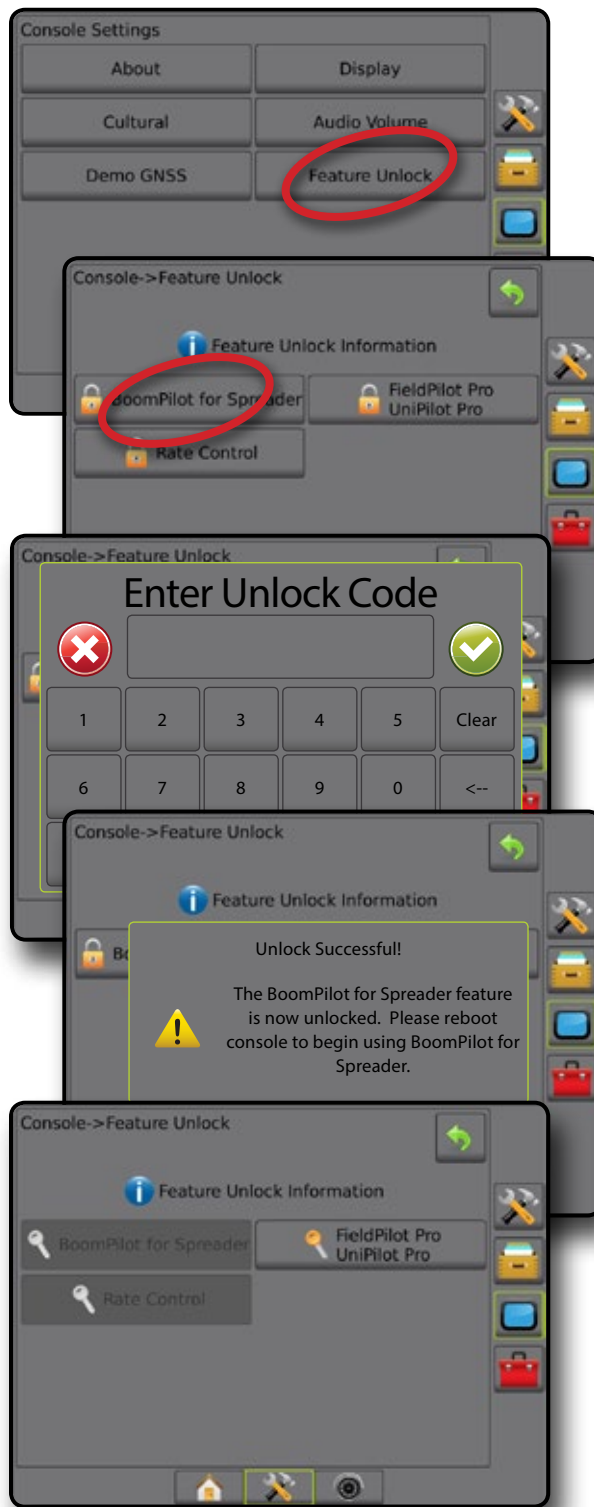 Console Settings
About
Display
Cultural
Audio Volume
Demo GNSS
Feature Unlock
Console->Feature Unlock
Feature Unlock Information
BoomPilot for Spreader
FieldPilot Pro
UniPilot Pro
Rate Control
Console->Feature Unlock
Enter Unlock Code
1 2 3 4 5 Clear
6 7 8 9 0 <--
Console->Feature Unlock
Feature Unlock Information
Bo
Unlock Successful!
The BoomPilot for Spreader feature
is now unlocked. Please reboot
console to begin using BoomPilot for
Spreader.
Console->Feature Unlock
Feature Unlock Information
BoomPilot for Spreader
FieldPilot Pro
UniPilot Pro
Rate Control